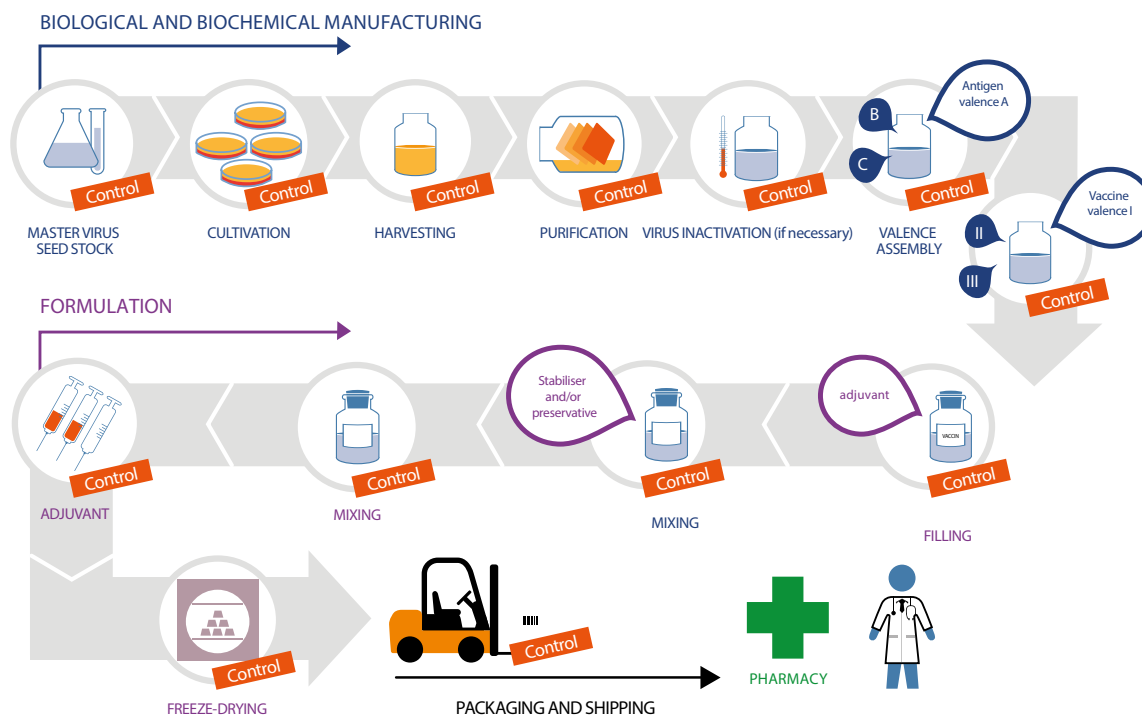 BIOLOGICAL AND BIOCHEMICAL MANUFACTURING
Antigen
valence A
B
C
Control
Control
Control
Control
Control
Control
MASTER VIRUS
SEED STOCK
CULTIVATION
HARVESTING
PURIFICATION
VIRUS INACTIVATION (if necessary)
VALENCE
ASSEMBLY
Vaccine
valence I
II
III
Control
FORMULATION
Stabiliser
and/or
preservative
adjuvant
VACCIN
Control
Control
Control
Control
ADJUVANT
MIXING
MIXING
FILLING
Control
Control
FREEZE-DRYING
PACKAGING AND SHIPPING
PHARMACY